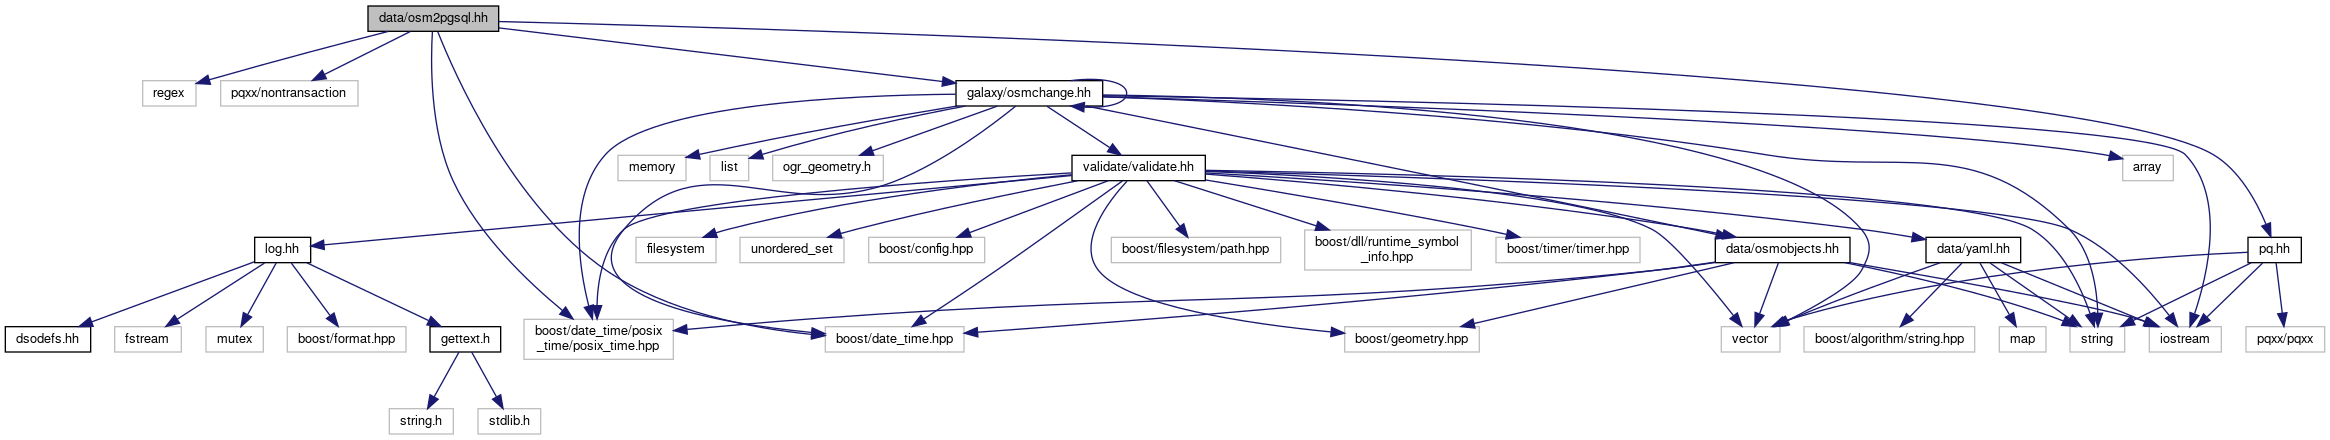 data/osm2pgsql.hh
regex
pqxx/nontransaction
galaxy/osmchange.hh
memory
list
ogr_geometry.h
validate/validate.hh
array
log.hh
filesystem
unordered_set
boost/config.hpp
boost/filesystem/path.hpp
boost/dll/runtime_symbol
_info.hpp
boost/timer/timer.hpp
data/osmobjects.hh
data/yaml.hh
pq.hh
dsodefs.hh
fstream
mutex
boost/format.hpp
gettext.h
boost/date_time/posix
_time/posix_time.hpp
boost/date_time.hpp
boost/geometry.hpp
vector
boost/algorithm/string.hpp
map
string
iostream
pqxx/pqxx
string.h
stdlib.h